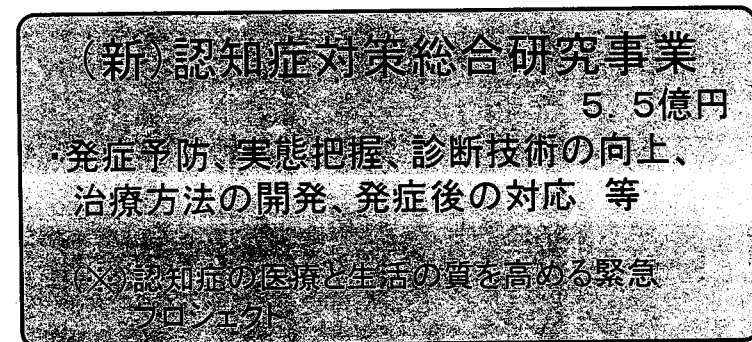 (新)認知症対策総合研究事業
5.5億円
・発症予防、実態把握、診断技術の向上、
治療方法の開発、発症後の対応 等
(※)認知症の医療と生活の質を高める緊急
プロジェクト